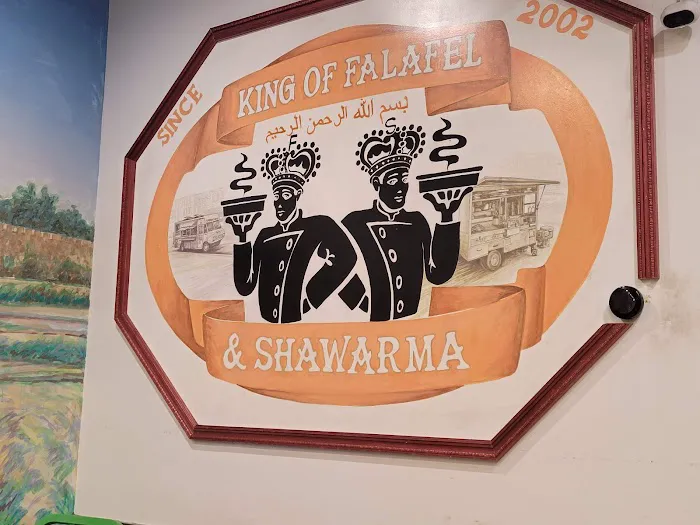 SINCE 2002
KING OF FALAFEL
بسم الله الرحمن الرحيم
F S
& SHAWARMA